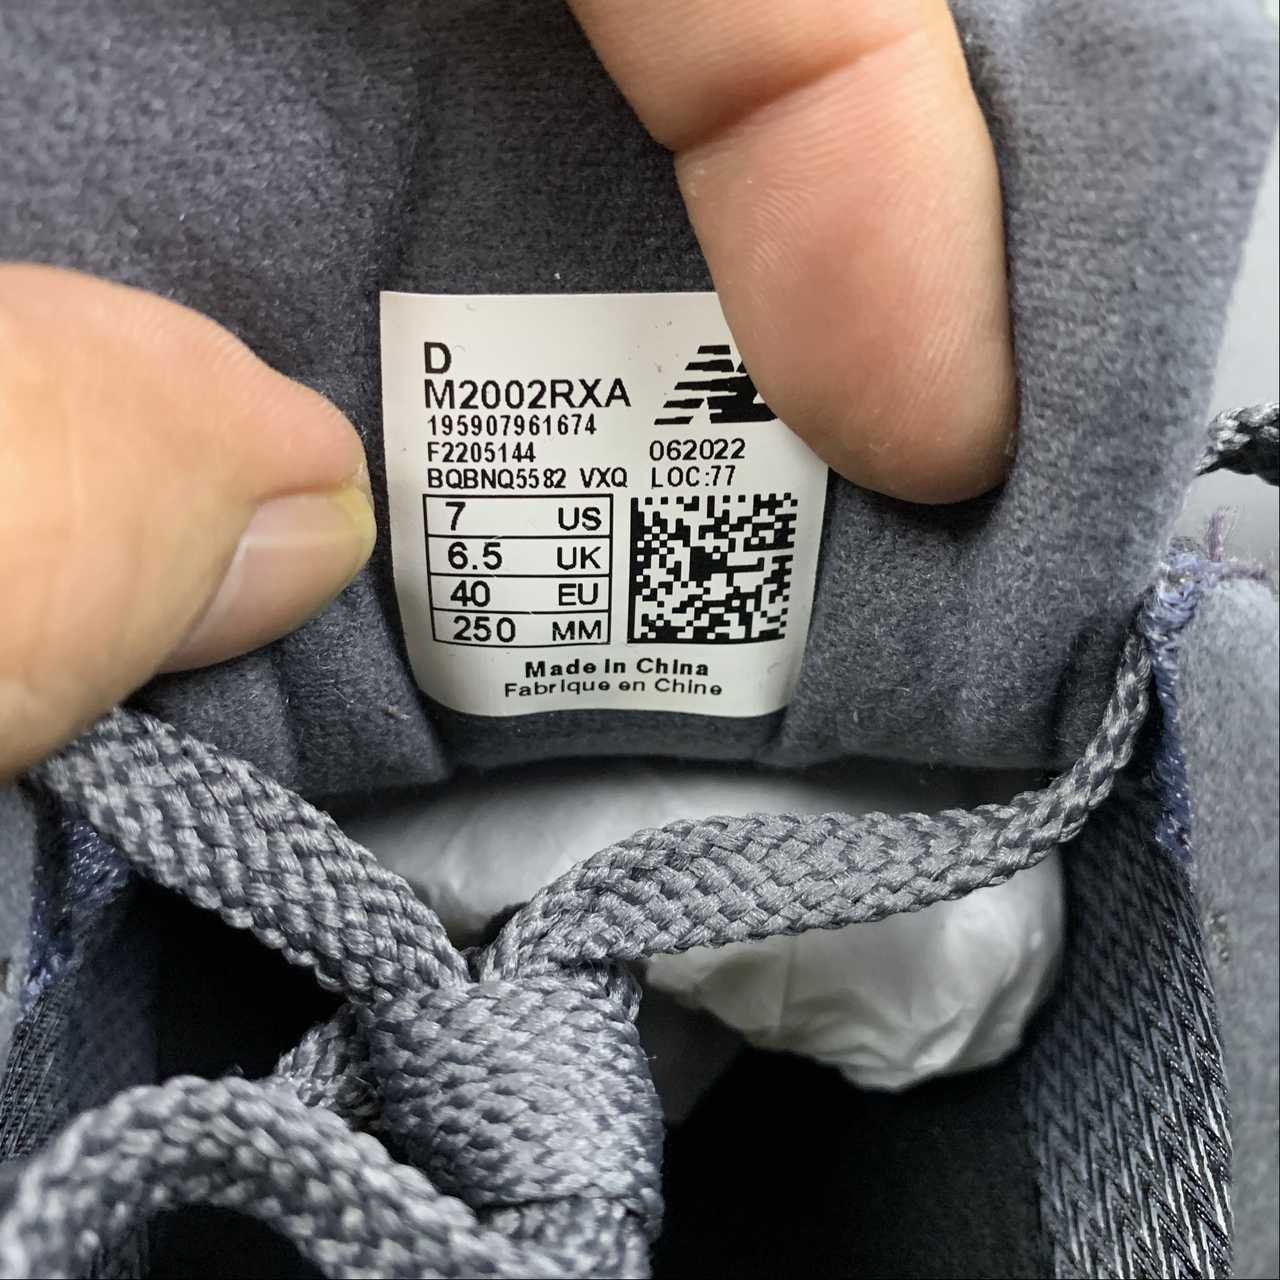 D
M2002RXA
195907961674
F2205144 062022
BQBNQ5582 VXQ LOC:77
7 US
6.5 UK
40 EU
250 MM
Made in China
Fabrique en Chine